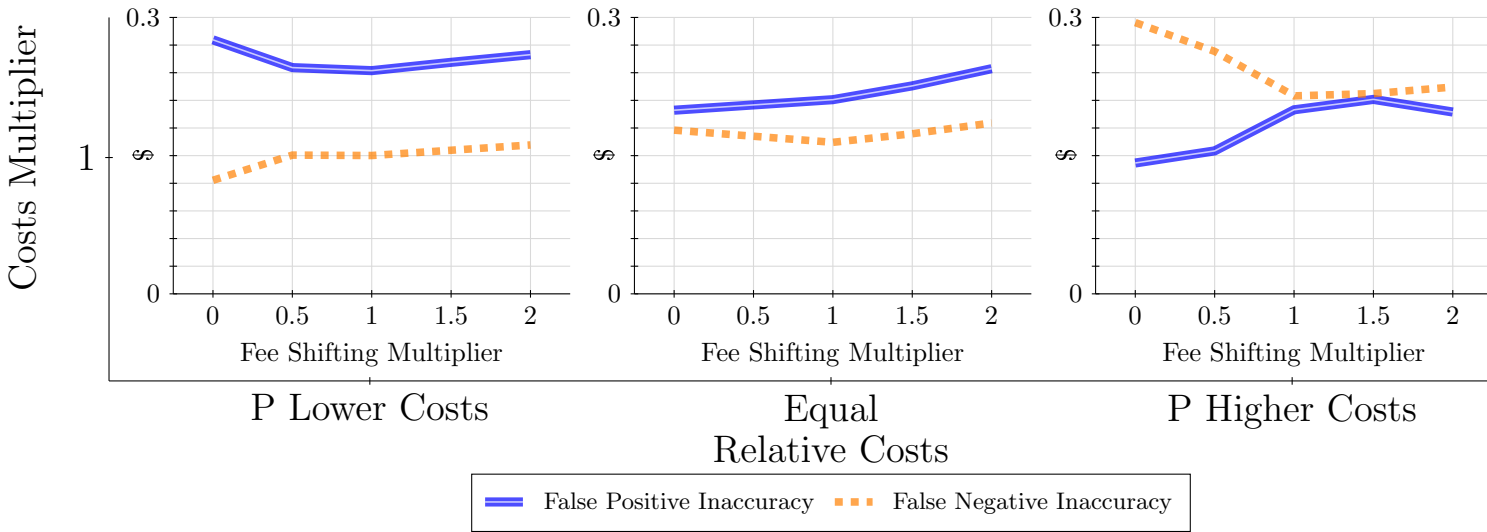 Costs Multiplier
1
0.3
$
0
0 0.5 1 1.5 2
Fee Shifting Multiplier
0.3
$
0
0 0.5 1 1.5 2
Fee Shifting Multiplier
0.3
$
0
0 0.5 1 1.5 2
Fee Shifting Multiplier
P Lower Costs
Equal
P Higher Costs
Relative Costs
False Positive Inaccuracy
False Negative Inaccuracy